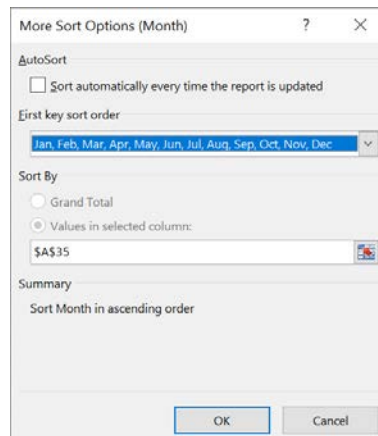 More Sort Options (Month) ? ×
AutoSort
Sort automatically every time the report is updated
First key sort order
Jan, Feb, Mar, Apr, May, Jun, Jul, Aug, Sep, Oct, Nov, Dec
Sort By
Grand Total
Values in selected column:
$A$35
Summary
Sort Month in ascending order
OK Cancel